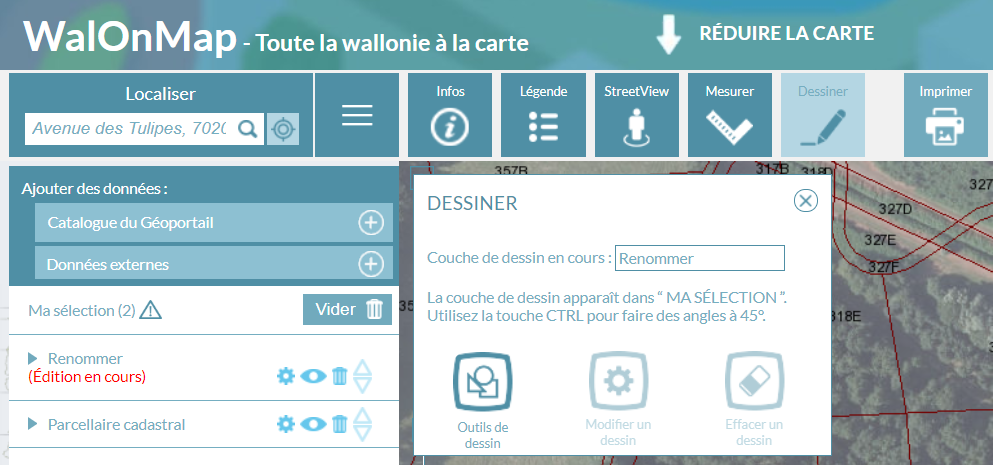 WalOnMap - Toute la wallonie à la carte
RÉDUIRE LA CARTE
Localiser
Avenue des Tulipes, 702
Infos
Légende
StreetView
Mesurer
Dessiner
Imprimer
Ajouter des données :
Catalogue du Géoportail
Données externes
Ma sélection (2)
Vider
Renommer
(Édition en cours)
Parcellaire cadastral
DESSINER
Couche de dessin en cours : Renommer
La couche de dessin apparaît dans “ MA SÉLECTION ”.
Utilisez la touche CTRL pour faire des angles à 45°.
Outils de
dessin
Modifier un
dessin
Effacer un
dessin
357B
317B
318D
327D
327E
327F
318E